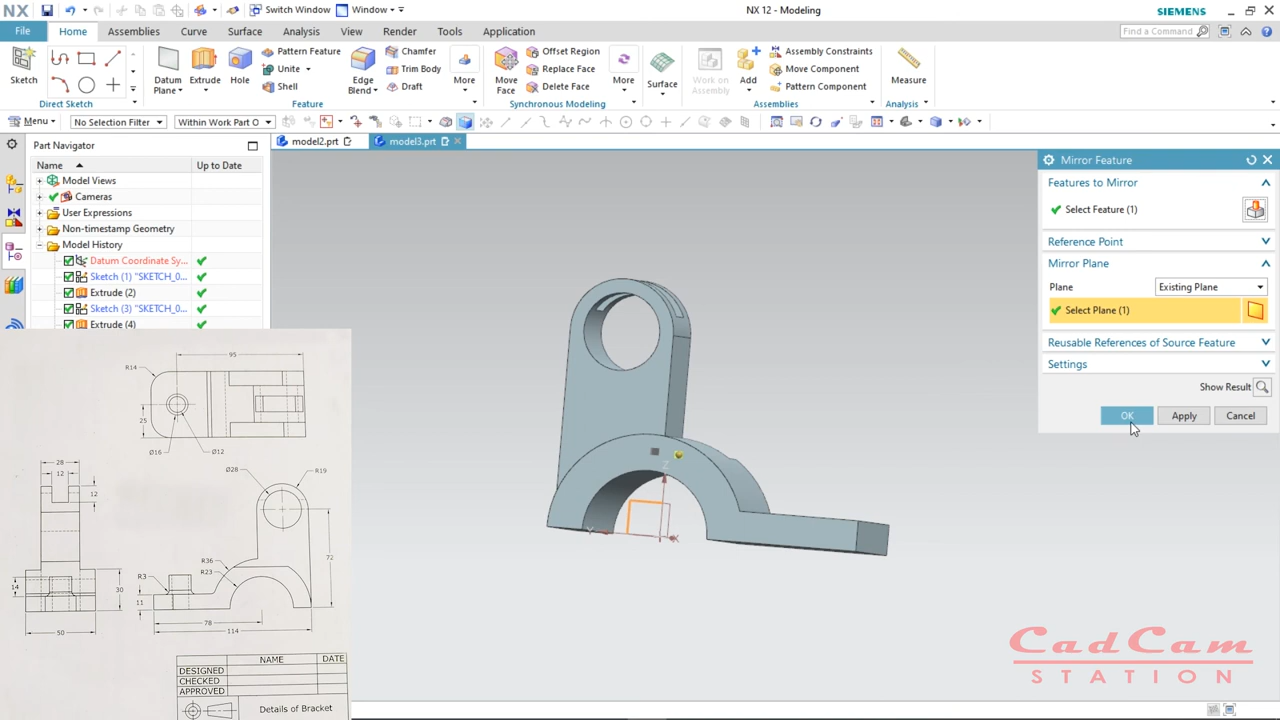 NX
Switch Window
Window
NX 12 - Modeling
SIEMENS
File
Home
Assemblies
Curve
Surface
Analysis
View
Render
Tools
Application
Find a Command
Sketch
Direct Sketch
Datum
Plane
Extrude
Hole
Pattern Feature
Unite
Shell
Edge
Blend
Chamfer
Trim Body
Draft
More
Feature
Move
Face
Offset Region
Replace Face
Delete Face
More
Synchronous Modeling
Surface
Work on
Assembly
Add
Assembly Constraints
Move Component
Pattern Component
Assemblies
Measure
Analysis
Menu
No Selection Filter
Within Work Part O
Part Navigator
model2.prt
model3.prt
Name
Up to Date
Model Views
Cameras
User Expressions
Non-timestamp Geometry
Model History
Datum Coordinate Sy...
Sketch (1) "SKETCH_0...
Extrude (2)
Sketch (3) "SKETCH_0...
Extrude (4)
Mirror Feature
Features to Mirror
Select Feature (1)
Reference Point
Mirror Plane
Plane
Existing Plane
Select Plane (1)
Reusable References of Source Feature
Settings
Show Result
OK
Apply
Cancel
Z
Y
X
95
R14
25
Ø16
Ø12
28
12
12
14
30
50
Ø28
R19
R36
R23
R3
11
72
78
114
NAME
DATE
DESIGNED
CHECKED
APPROVED
Details of Bracket
CadCam
STATION